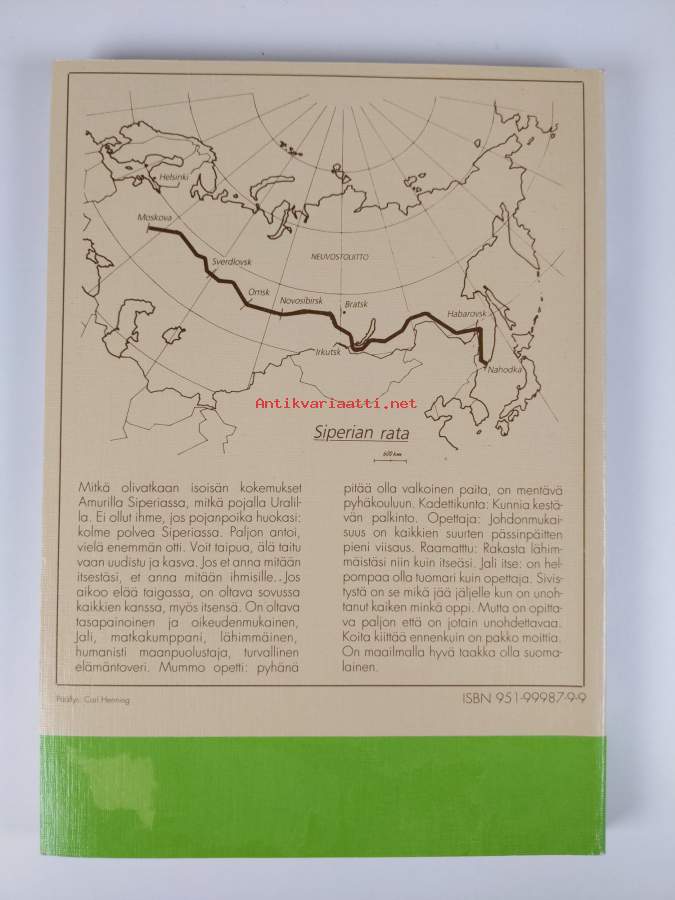 Helsinki
Moskova
Sverdlovsk
NEUVOSTOLIITTO
Omsk
Novosibirsk
Bratsk
Habarovsk
Irkutsk
Nahodka
Antikvariaatti.net
Siperian rata
600 km
Mitkä olivatkaan isoisän kokemukset
Amurilla Siperiassa, mitkä pojalla Uralil-
la. Ei ollut ihme, jos pojanpoika huokasi:
kolme polvea Siperiassa. Paljon antoi,
vielä enemmän otti. Voit taipua, älä taitu
vaan uudistu ja kasva. Jos et anna mitään
itsestäsi, et anna mitään ihmisille. Jos
aikoo elää taigassa, on oltava sovussa
kaikkien kanssa, myös itsensä. On oltava
tasapainoinen ja oikeudenmukainen,
Jali, matkakumppani, lähimmäinen,
humanisti maanpuolustaja, turvallinen
elämäntoveri. Mummo opetti: pyhänä
pitää olla valkoinen paita, on mentävä
pyhäkouluun. Kadettikunta: Kunnia kestä-
vän palkinto. Opettaja: Johdonmukai-
suus on kaikkien suurten pässinpäitten
pieni viisaus. Raamatttu: Rakasta lähim-
mäistäsi niin kuin itseäsi. Jali itse: on hel-
pompaa olla tuomari kuin opettaja. Sivis-
tystä on se mikä jää jäljelle kun on unoh-
tanut kaiken minkä oppi. Mutta on opitta-
va paljon että on jotain unohdettavaa.
Koita kiittää ennenkuin on pakko moittia.
On maailmalla hyvä taakka olla suoma-
lainen.
Päällys: Carl Henning
ISBN 951-99987-9-9